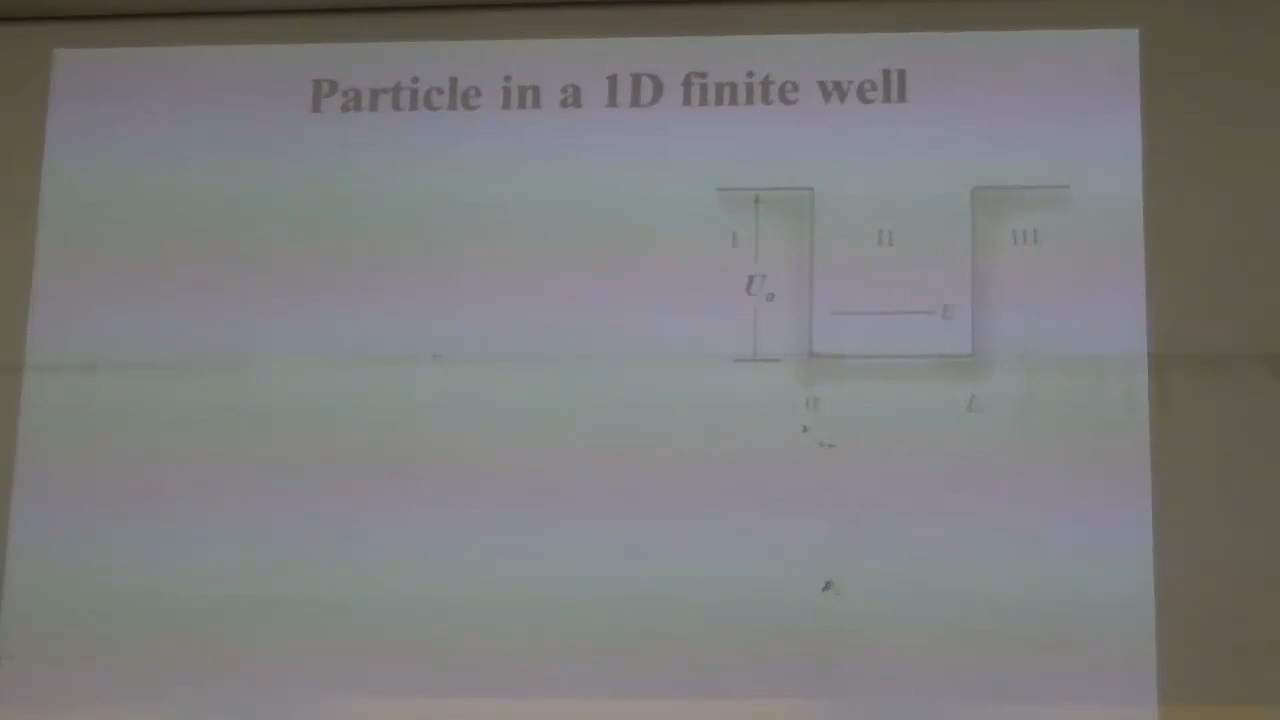 Particle in a 1D finite well
I II III
U₀
E
0 L